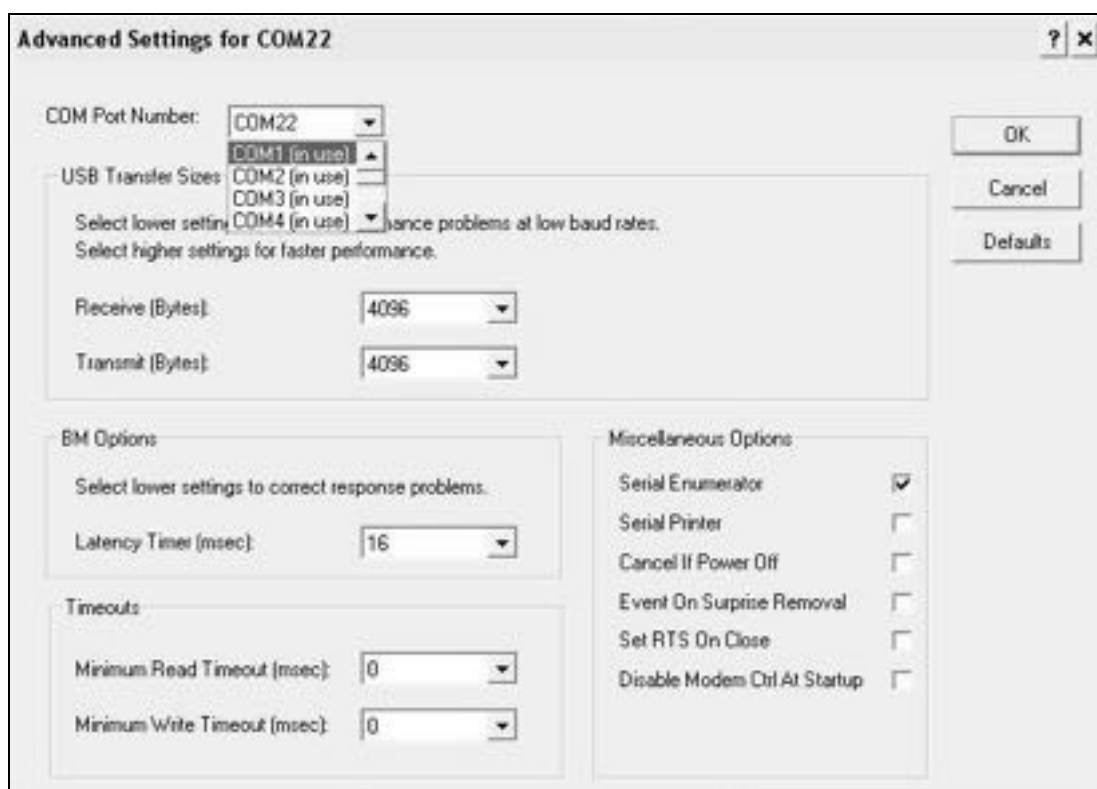 Advanced Settings for COM22
? ×
COM Port Number:
COM22
COM1 (in use)
COM2 (in use)
COM3 (in use)
COM4 (in use)
OK
Cancel
Defaults
USB Transfer Sizes
Select lower mance problems at low baud rates.
Select higher settings for faster performance.
Receive (Bytes):
4096
Transmit (Bytes):
4096
BM Options
Select lower settings to correct response problems.
Latency Timer (msec):
16
Timeouts
Minimum Read Timeout (msec):
0
Minimum Write Timeout (msec):
0
Miscellaneous Options
Serial Enumerator
Serial Printer
Cancel If Power Off
Event On Surprise Removal
Set RTS On Close
Disable Modem Ctrl At Startup